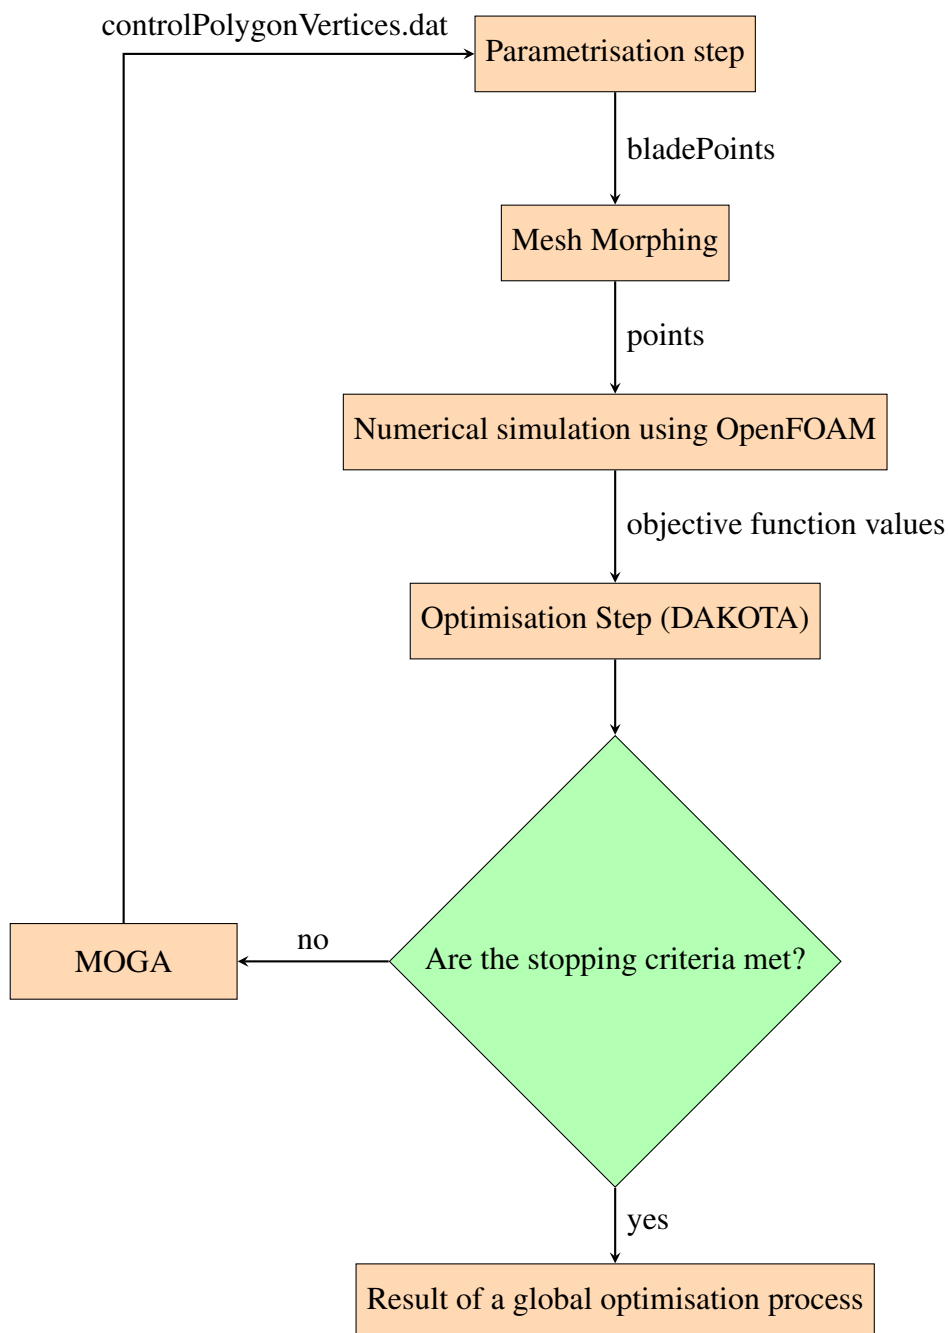 controlPolygonVertices.dat
Parametrisation step
bladePoints
Mesh Morphing
points
Numerical simulation using OpenFOAM
objective function values
Optimisation Step (DAKOTA)
no
MOGA
Are the stopping criteria met?
yes
Result of a global optimisation process